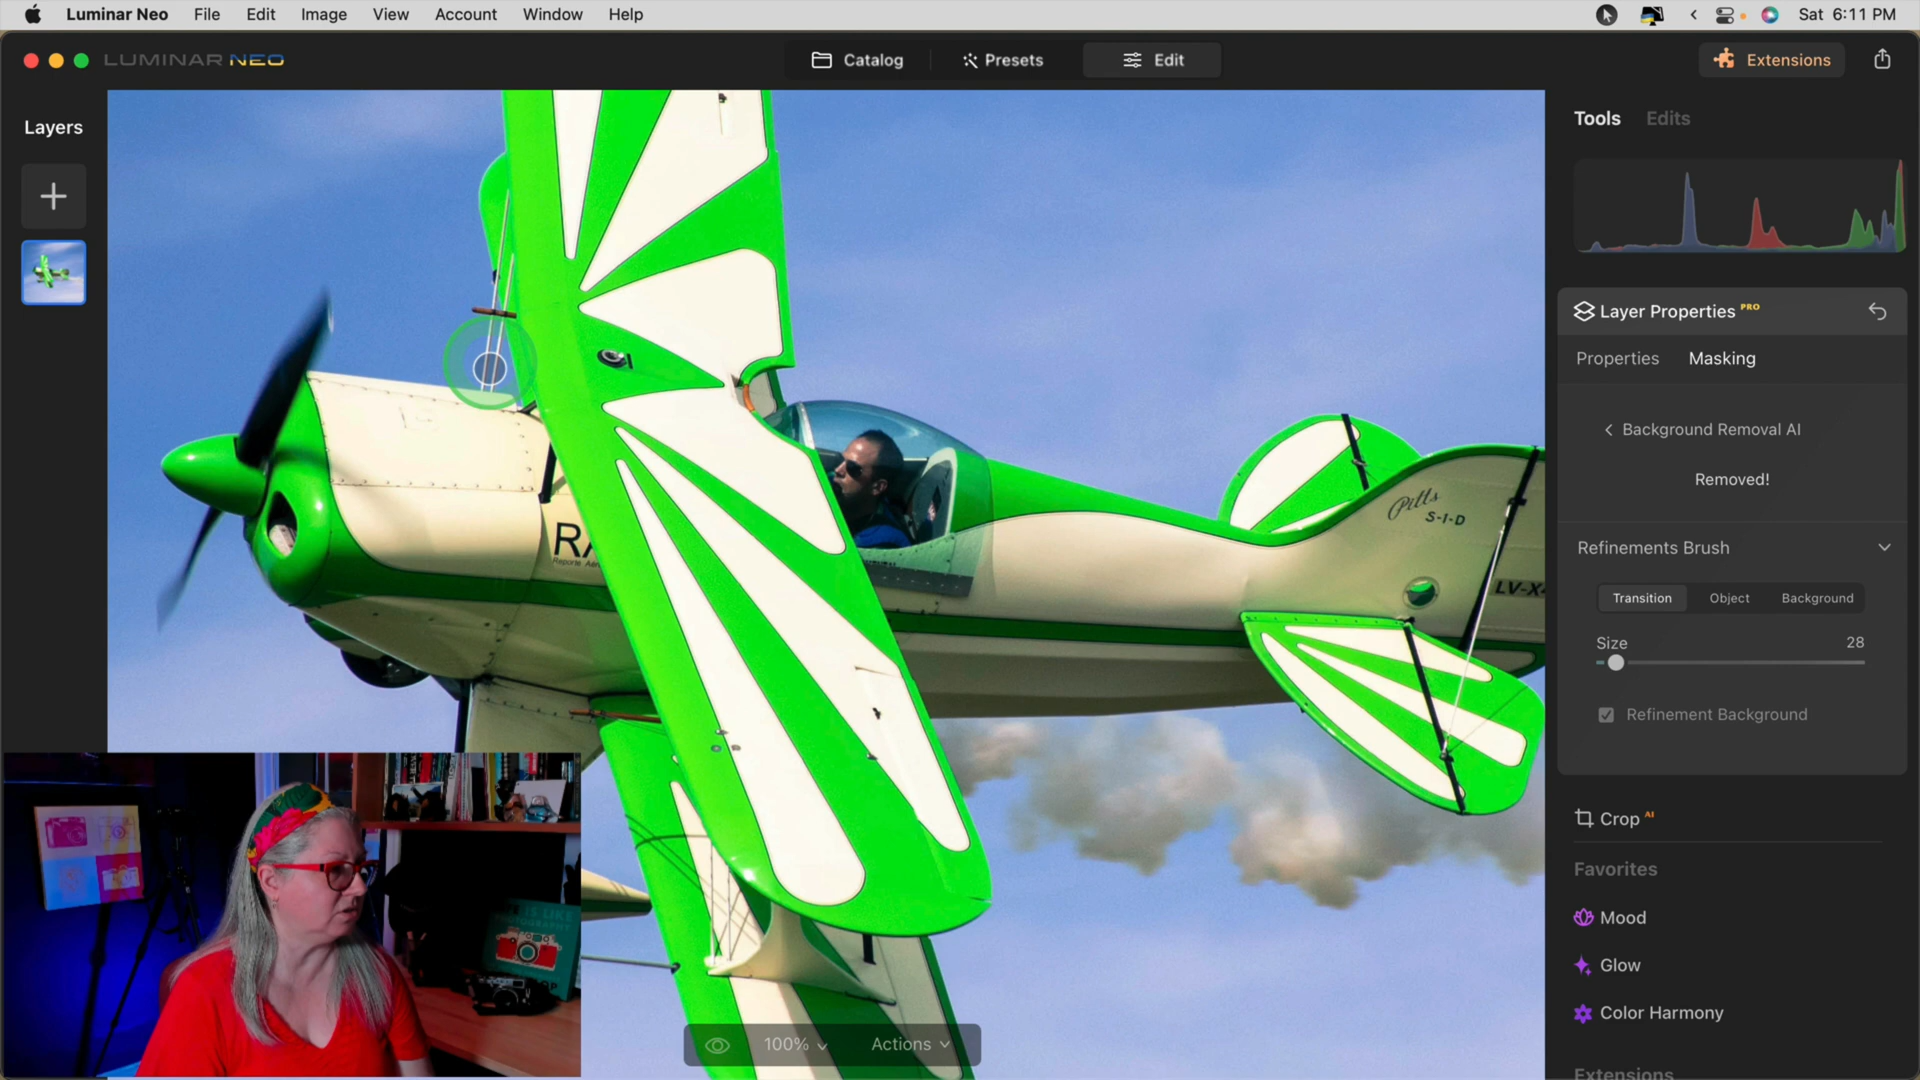 Luminar Neo File Edit Image View Account Window Help Sat 6:11 PM
LUMINAR NEO Catalog Presets Edit Extensions
Layers
Tools Edits
Layer Properties PRO
Properties Masking
Background Removal AI
Removed!
Refinements Brush
Transition Object Background
Size 28
Refinement Background
Crop AI
Favorites
Mood
Glow
Color Harmony
Extensions
Pitts
S-1-D
LV-X
RA
Reporte
100% Actions